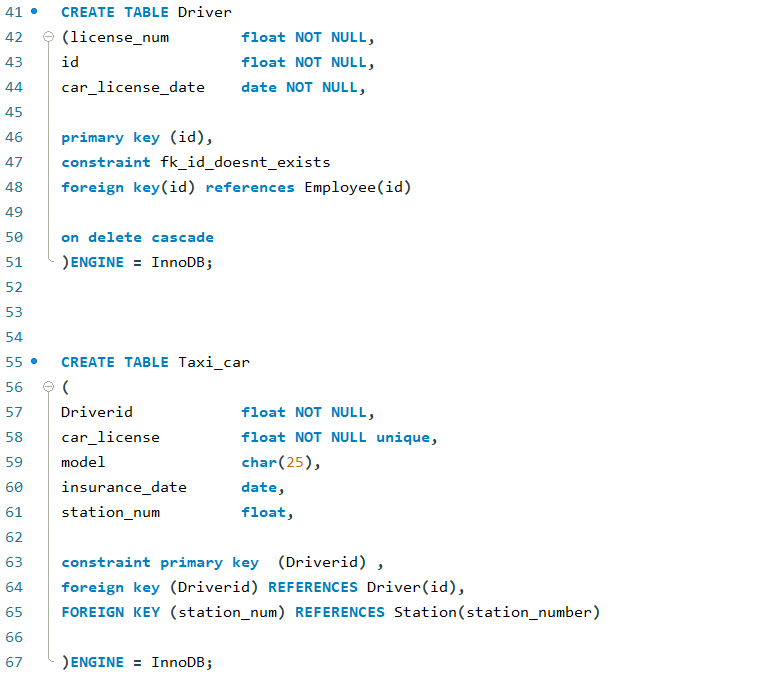 41 CREATE TABLE Driver
42 (license_num float NOT NULL,
43 id float NOT NULL,
44 car_license_date date NOT NULL,
45
46 primary key (id),
47 constraint fk_id_doesnt_exists
48 foreign key(id) references Employee(id)
49
50 on delete cascade
51 )ENGINE = InnoDB;
52
53
54
55 CREATE TABLE Taxi_car
56 (
57 Driverid float NOT NULL,
58 car_license float NOT NULL unique,
59 model char(25),
60 insurance_date date,
61 station_num float,
62
63 constraint primary key (Driverid) ,
64 foreign key (Driverid) REFERENCES Driver(id),
65 FOREIGN KEY (station_num) REFERENCES Station(station_number)
66
67 )ENGINE = InnoDB;